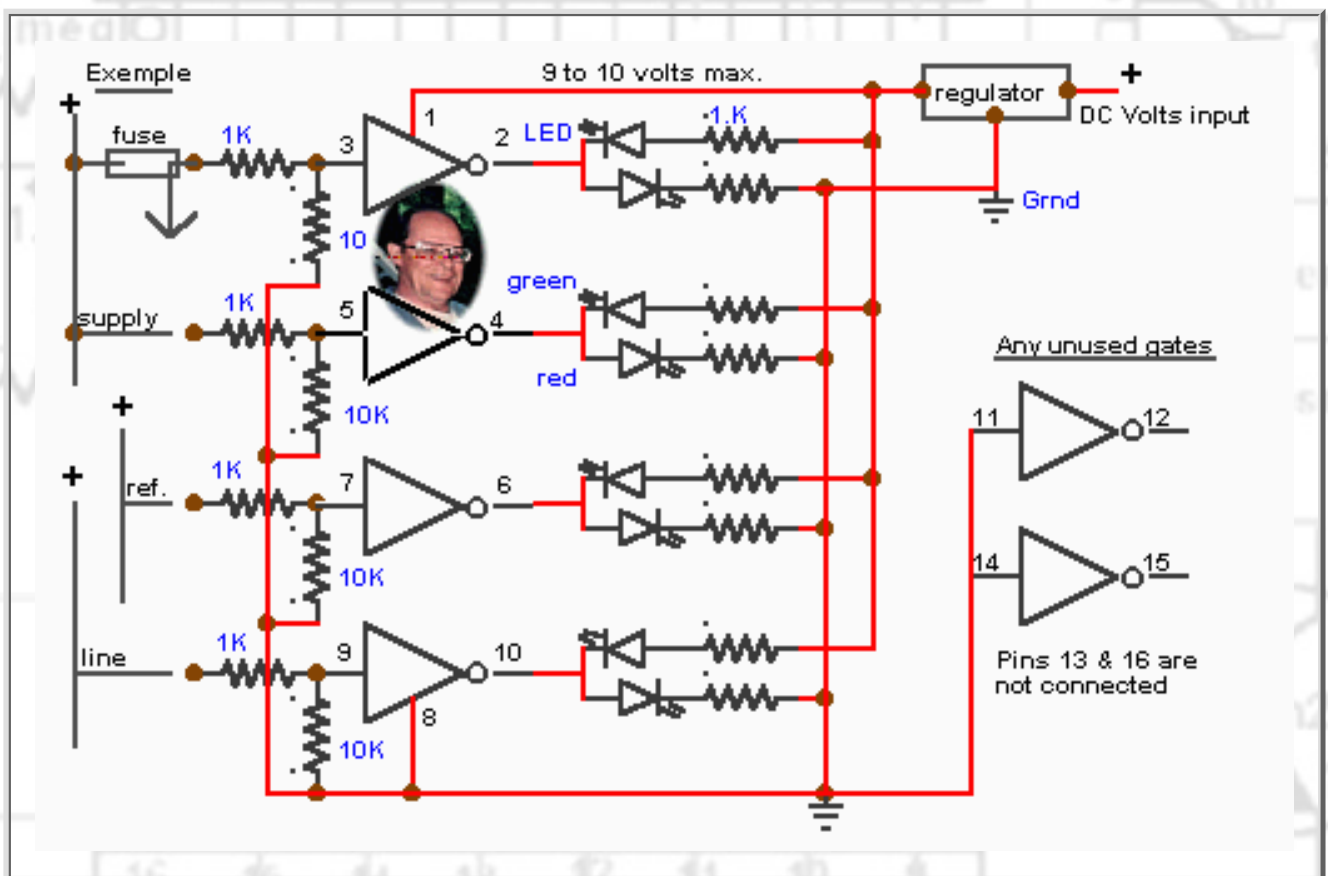 Exemple
9 to 10 volts max.
+
fuse
1K
3
1
2
LED
1.K
regulator
+
DC Volts input
Grnd
10
supply
1K
5
4
green
red
10K
Any unused gates
11
12
+
ref.
1K
7
6
10K
14
15
+
line
1K
9
10
8
10K
Pins 13 & 16 are
not connected